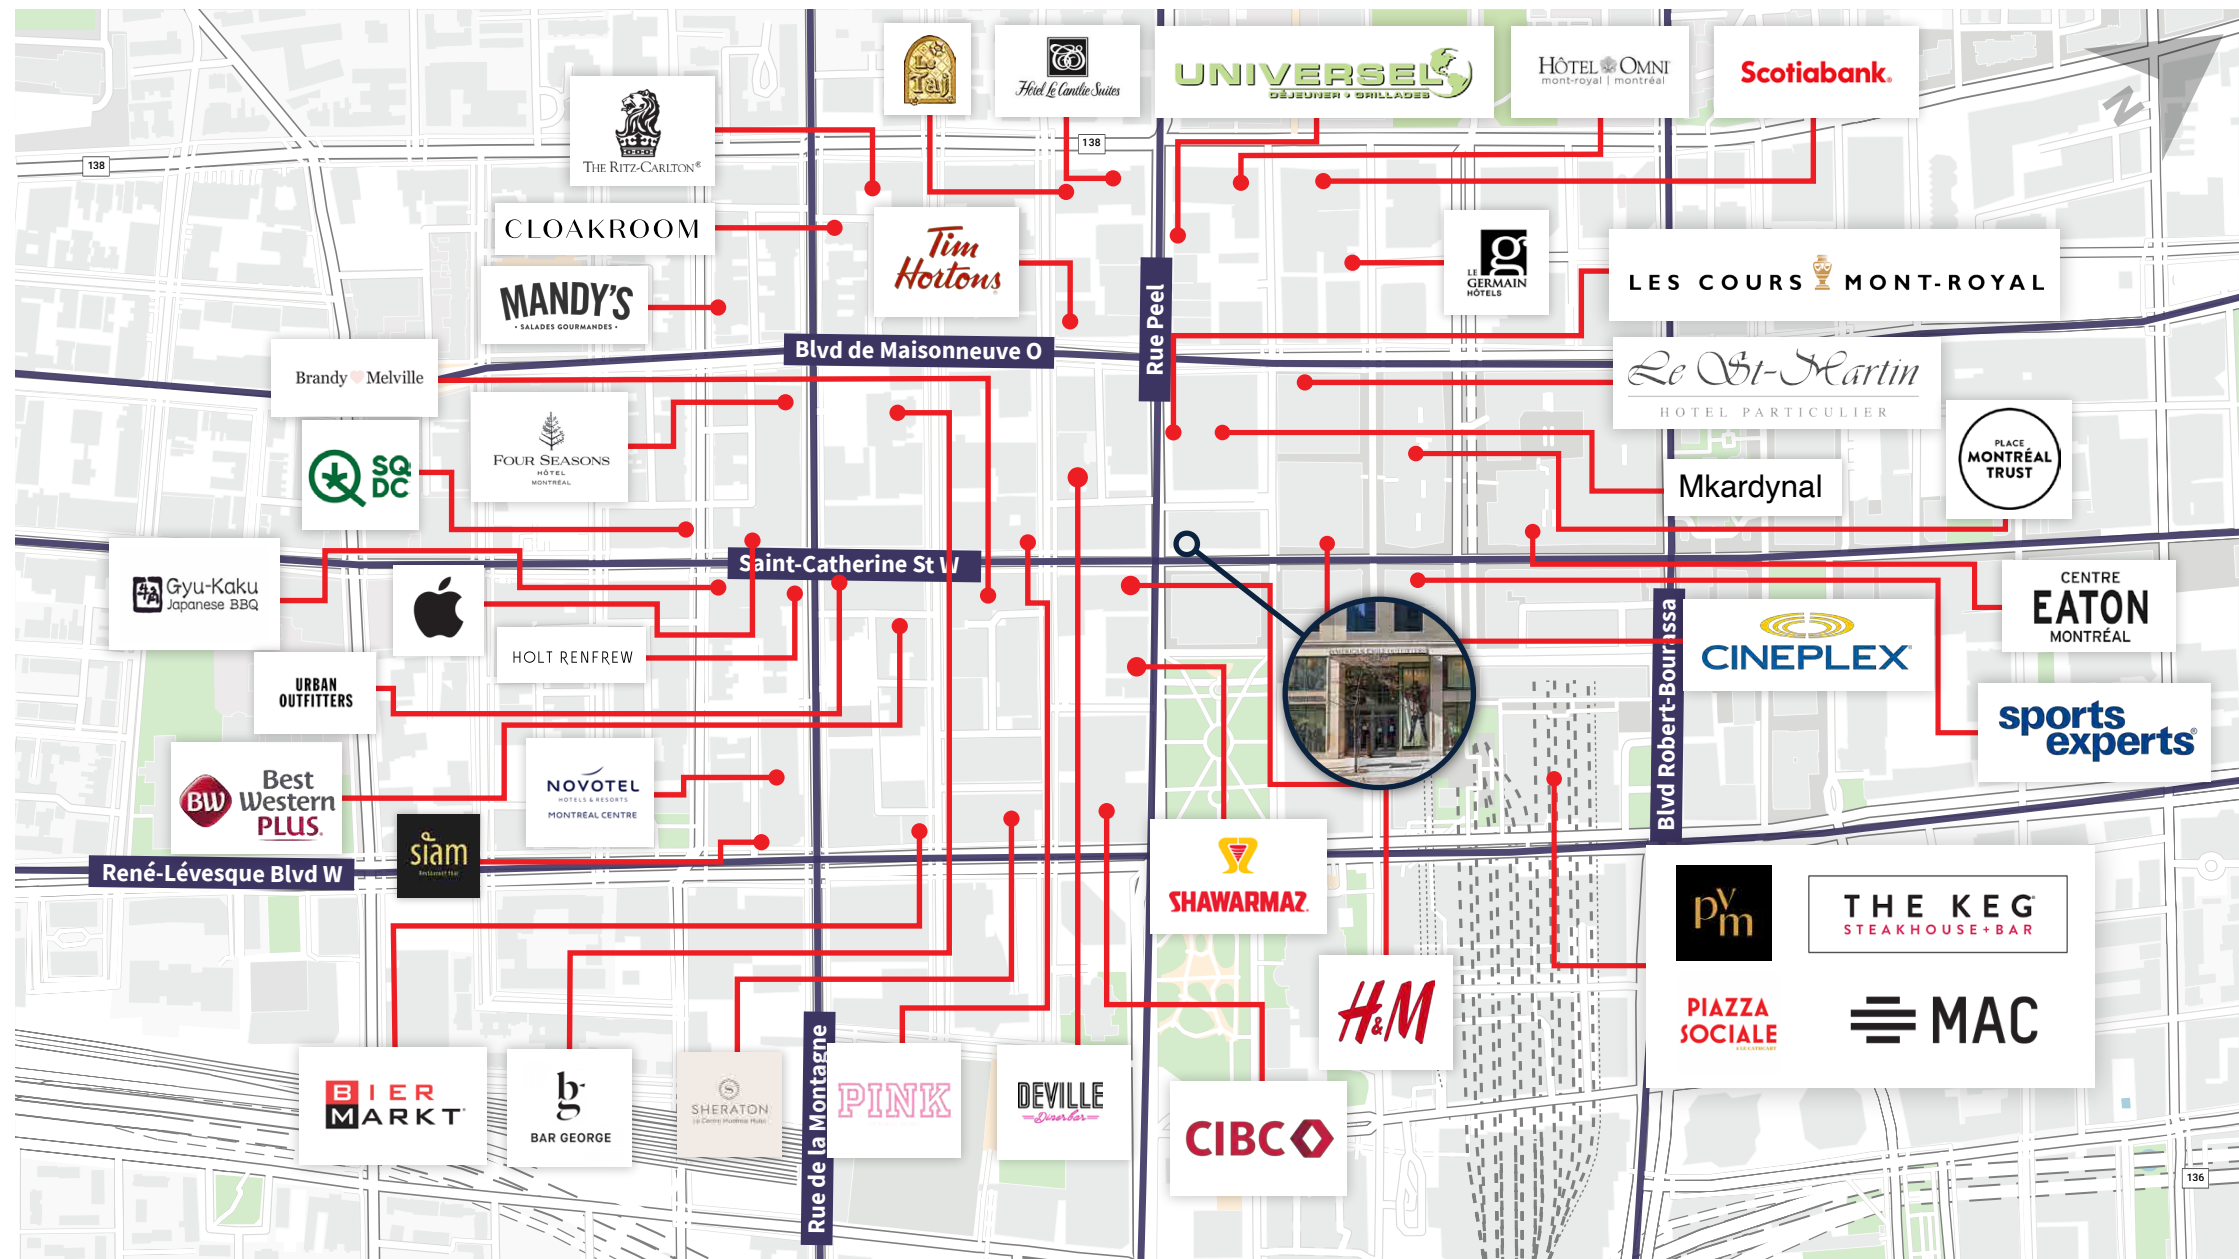 Le
Taj
Hôtel Le Cantlie Suites
UNIVERSEL
DÉJEUNER • GRILLADES
HÔTEL OMNI
mont-royal | montréal
Scotiabank
N
THE RITZ-CARLTON®
138
138
CLOAKROOM
Tim
Hortons
LE
GERMAIN
HÔTELS
LES COURS MONT-ROYAL
MANDY'S
• SALADES GOURMANDES •
Rue Peel
Blvd de Maisonneuve O
Brandy Melville
Le St-Martin
HOTEL PARTICULIER
FOUR SEASONS
HÔTEL
MONTRÉAL
PLACE
MONTRÉAL
TRUST
SQ
DC
Mkardynal
Saint-Catherine St W
Gyu-Kaku
Japanese BBQ
CENTRE
EATON
MONTRÉAL
HOLT RENFREW
CINEPLEX
Blvd Robert-Bourassa
URBAN
OUTFITTERS
sports
experts®
BW
Best
Western
PLUS
NOVOTEL
HOTELS & RESORTS
MONTRÉAL CENTRE
siam
René-Lévesque Blvd W
SHAWARMAZ
pvm
THE KEG
STEAKHOUSE + BAR
H&M
PIAZZA
SOCIALE
MAC
BIER
MARKT
b
g
BAR GEORGE
S
SHERATON
Rue de la Montagne
PINK
DEVILLE
Dinerbar
CIBC
136